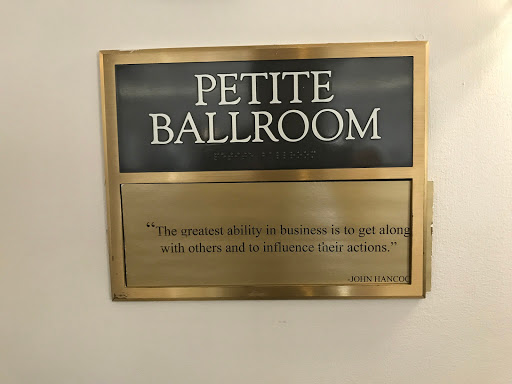 PETITE
BALLROOM
“The greatest ability in business is to get along
with others and to influence their actions.”
-JOHN HANCOC